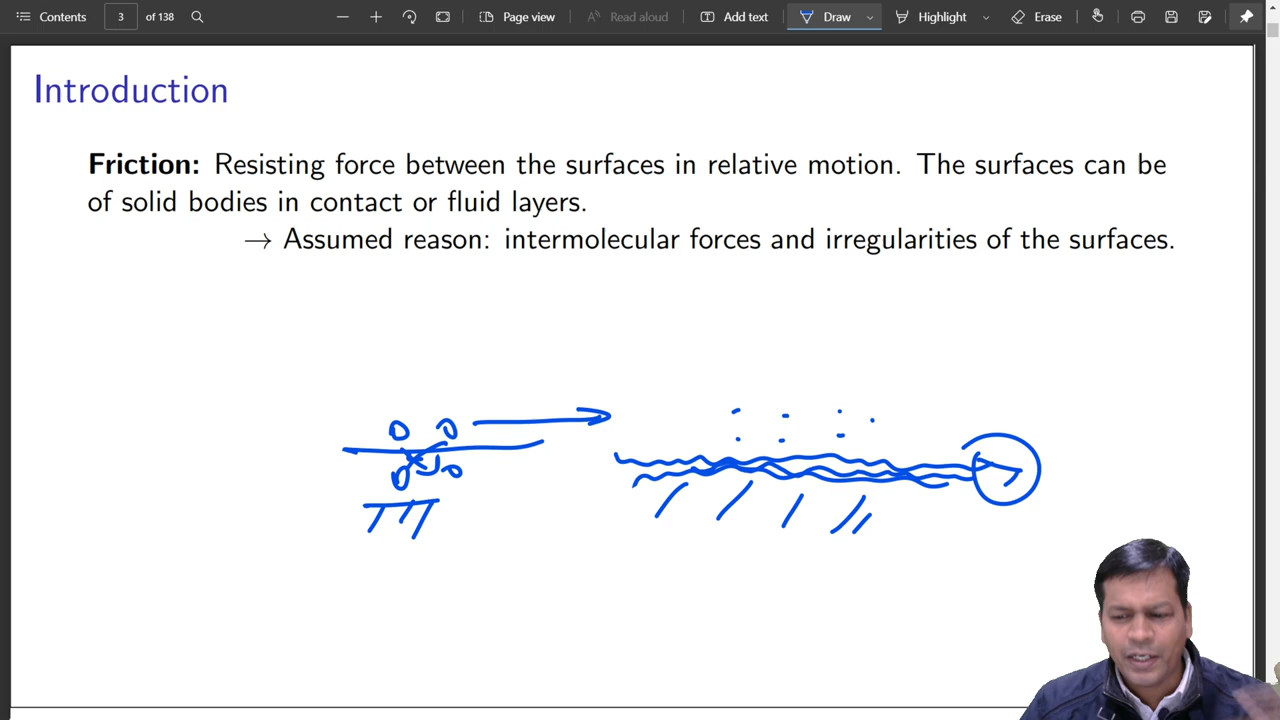 Contents 3 of 138 Page view Read aloud Add text Draw Highlight Erase
Introduction
Friction: Resisting force between the surfaces in relative motion. The surfaces can be
of solid bodies in contact or fluid layers.
→ Assumed reason: intermolecular forces and irregularities of the surfaces.